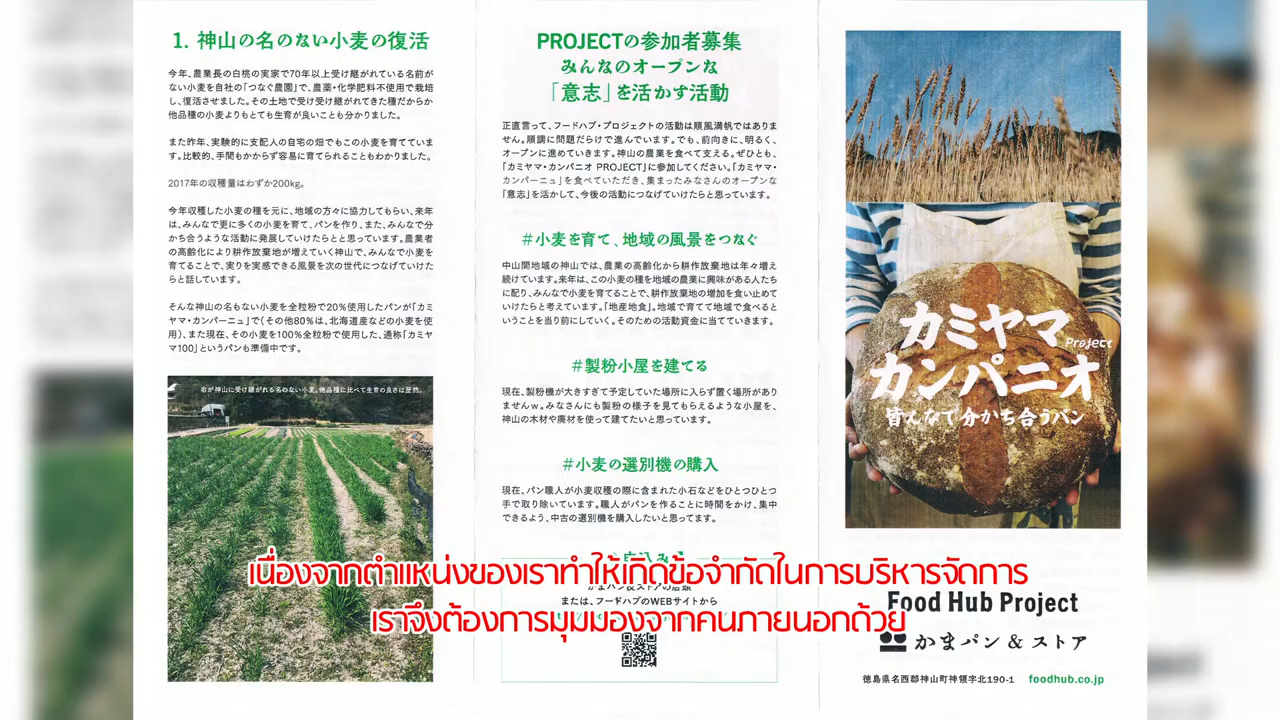 1. 神山の名のない小麦の復活
今年、農業長の白桃の実家で70年以上受け継がれている名前が
ない小麦を自社の「つなぐ農園」で、農薬・化学肥料不使用で栽培
し、復活させました。その土地で受け受け継がれてきた種だからか
他品種の小麦よりもとても生育が良いことも分かりました。
また昨年、実験的に支配人の自宅の畑でもこの小麦を育てていま
す。比較的、手間もかからず容易に育てられることもわかりました。
2017年の収穫量はわずか200kg。
今年収穫した小麦の種を元に、地域の方々に協力してもらい、来年
は、みんなで更に多くの小麦を育て、パンを作り、また、みんなで分
かち合うような活動に発展していけたらとと思っています。農業者
の高齢化により耕作放棄地が増えていく神山で、みんなで小麦を
育てることで、実りを実感できる風景を次の世代につなげていけた
らと話しています。
そんな神山の名もない小麦を全粒粉で20%使用したパンが「カミ
ヤマ・カンパーニュ」で(その他80%は、北海道産などの小麦を使
用)、また現在、その小麦を100%全粒粉で使用した、通称「カミヤ
マ100」というパンも準備中です。
右が神山に受け継がれる名のない小麦。他品種に比べて生育の良さは歴然。
PROJECTの参加者募集
みんなのオープンな
「意志」を活かす活動
正直言って、フードハブ・プロジェクトの活動は順風満帆ではありま
せん。順調に問題だらけで進んでいます。でも、前向きに、明るく、
オープンに進めていきます。神山の農業を食べて支える。ぜひとも、
「カミヤマ・カンパニオ PROJECT」に参加してください。「カミヤマ・
カンパーニュ」を食べていただき、集まったみなさんのオープンな
「意志」を活かして、今後の活動につなげていけたらと思っています。
#小麦を育て、地域の風景をつなぐ
中山間地域の神山では、農業の高齢化から耕作放棄地は年々増え
続けています。来年は、この小麦の種を地域の農業に興味がある人たち
に配り、みんなで小麦を育てることで、耕作放棄地の増加を食い止めて
いけたらと考えています。「地産地食」。地域で育てて地域で食べると
いうことを当り前にしていく。そのための活動資金に当てていきます。
#製粉小屋を建てる
現在、製粉機が大きすぎて予定していた場所に入らず置く場所があり
ませんw。みなさんにも製粉の様子を見てもらえるような小屋を、
神山の木材や廃材を使って建てたいと思っています。
#小麦の選別機の購入
現在、パン職人が小麦収穫の際に含まれた小石などをひとつひとつ
手で取り除いています。職人がパンを作ることに時間をかけ、集中
できるよう、中古の選別機を購入したいと思ってます。
かまパン&ストアの店頭
または、フードハブのWEBサイトから
カミヤマ
Project
カンパニオ
皆んなで分かち合うパン
Food Hub Project
かまパン & ストア
徳島県名西郡神山町神領字北190-1 foodhub.co.jp
เนื่องจากตำแหน่งของเราทำให้เกิดข้อจำกัดในการบริหารจัดการ
เราจึงต้องการมุมมองจากคนภายนอกด้วย